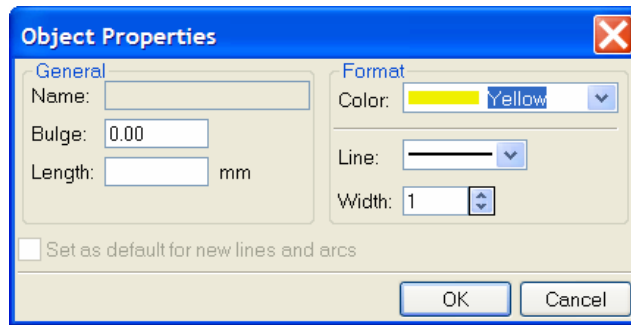 Object Properties
General
Name:
Bulge: 0.00
Length: mm
Format
Color: Yellow
Line:
Width: 1
Set as default for new lines and arcs
OK Cancel